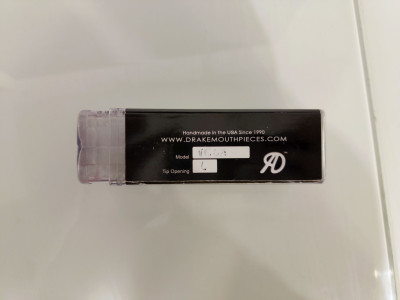 Handmade in the USA Since 1990
WWW.DRAKEMOUTHPIECES.COM
Model
Tip Opening